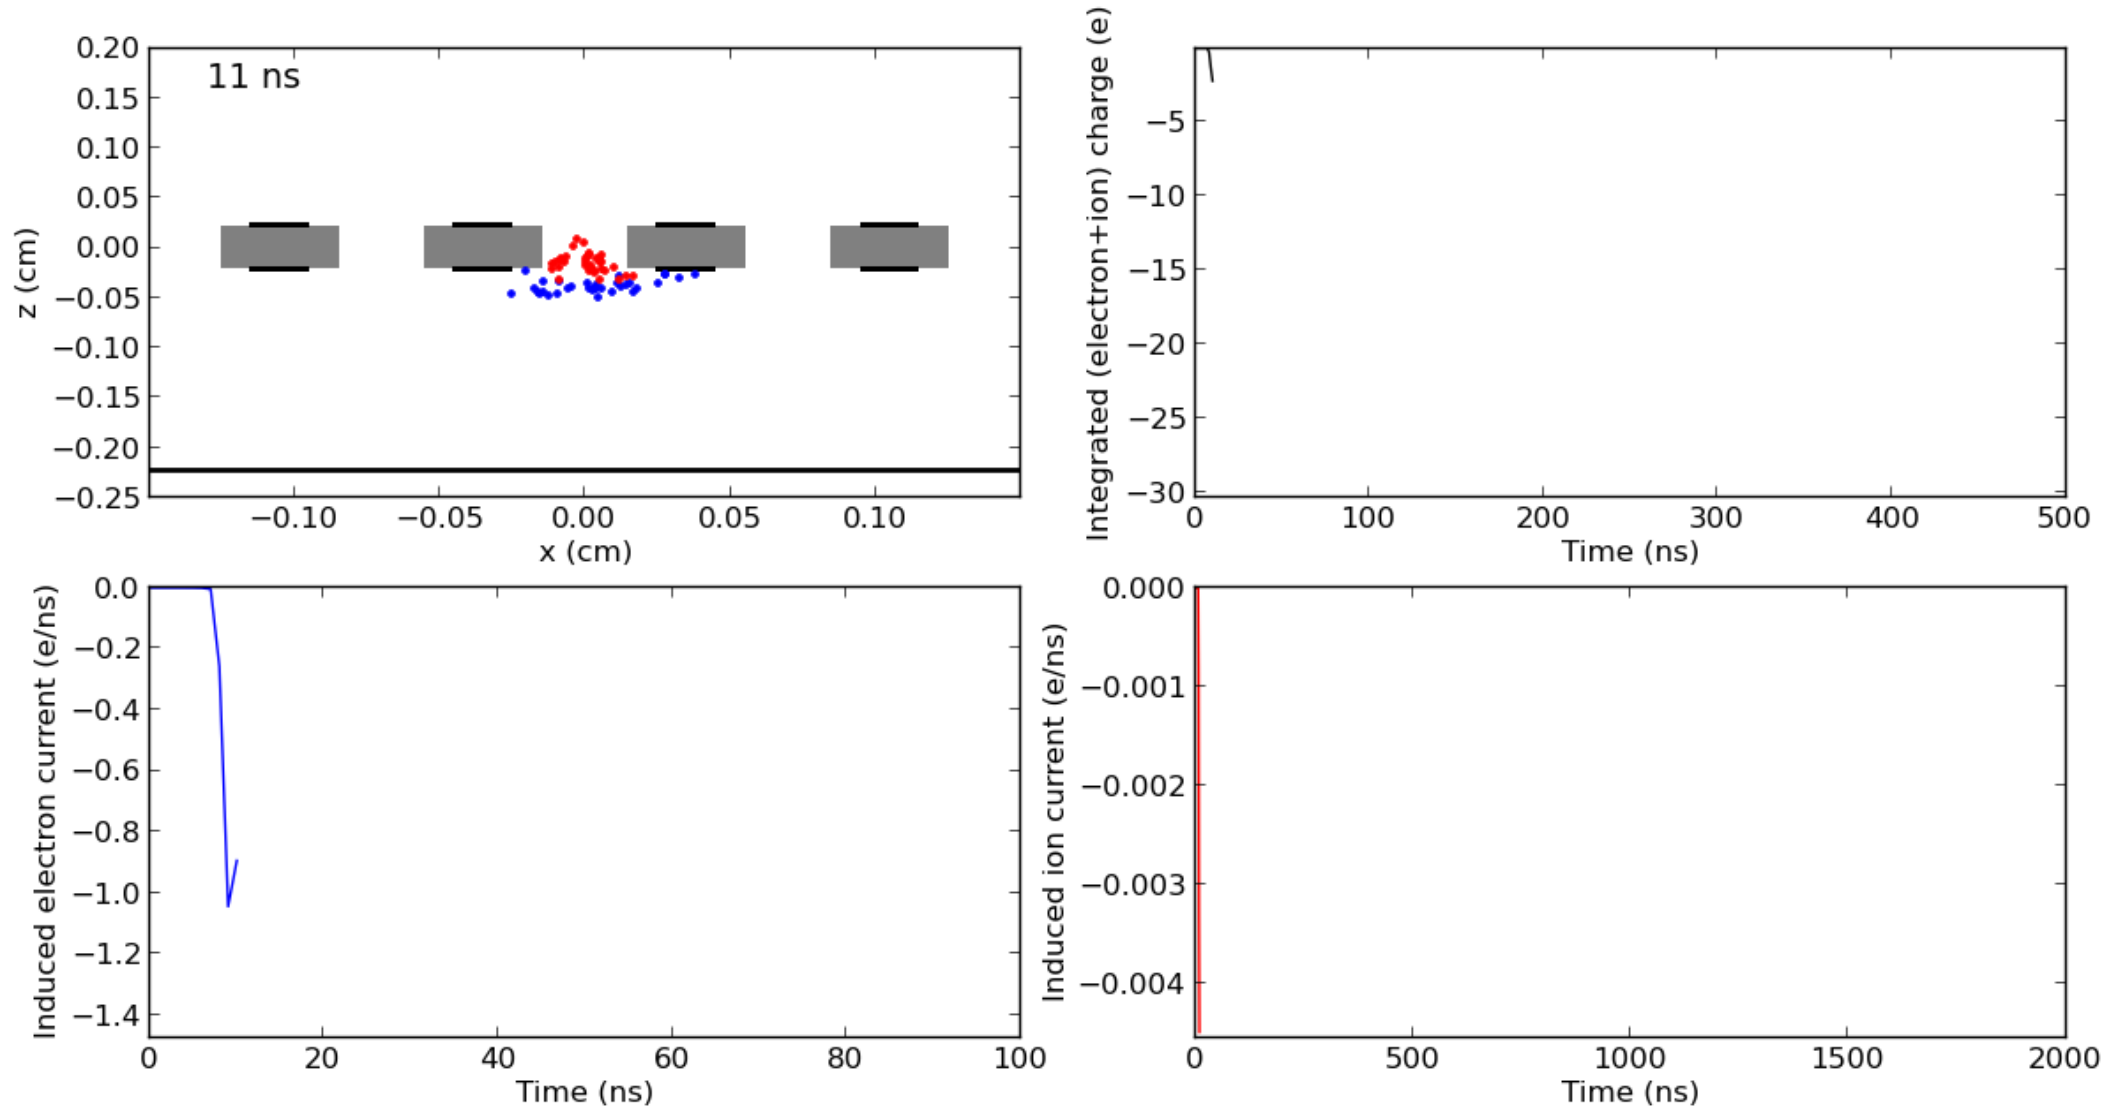 0.20
0.15
0.10
0.05
0.00
−0.05
−0.10
−0.15
−0.20
−0.25
z (cm)
11 ns
−0.10 −0.05 0.00 0.05 0.10
x (cm)
Integrated (electron+ion) charge (e)
−5
−10
−15
−20
−25
−30
0 100 200 300 400 500
Time (ns)
Induced electron current (e/ns)
0.0
−0.2
−0.4
−0.6
−0.8
−1.0
−1.2
−1.4
0 20 40 60 80 100
Time (ns)
Induced ion current (e/ns)
0.000
−0.001
−0.002
−0.003
−0.004
0 500 1000 1500 2000
Time (ns)